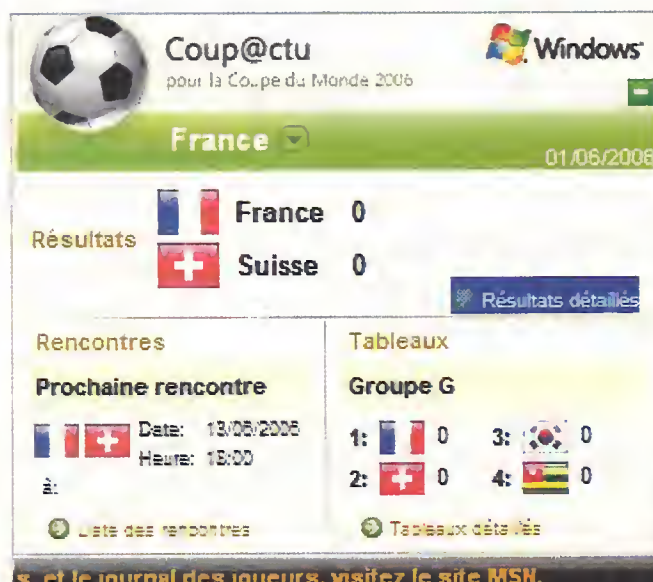 Coup@ctu
pour la Coupe du Monde 2006
Windows
France
01/06/2006
Résultats
France 0
Suisse 0
Résultats détaillés
Rencontres
Prochaine rencontre
Date: 13/06/2006
Heure: 18:00
à:
Liste des rencontres
Tableaux
Groupe G
1: 0 3: 0
2: 0 4: 0
Tableaux détaillés
s, et le journal des joueurs, visitez le site MSN